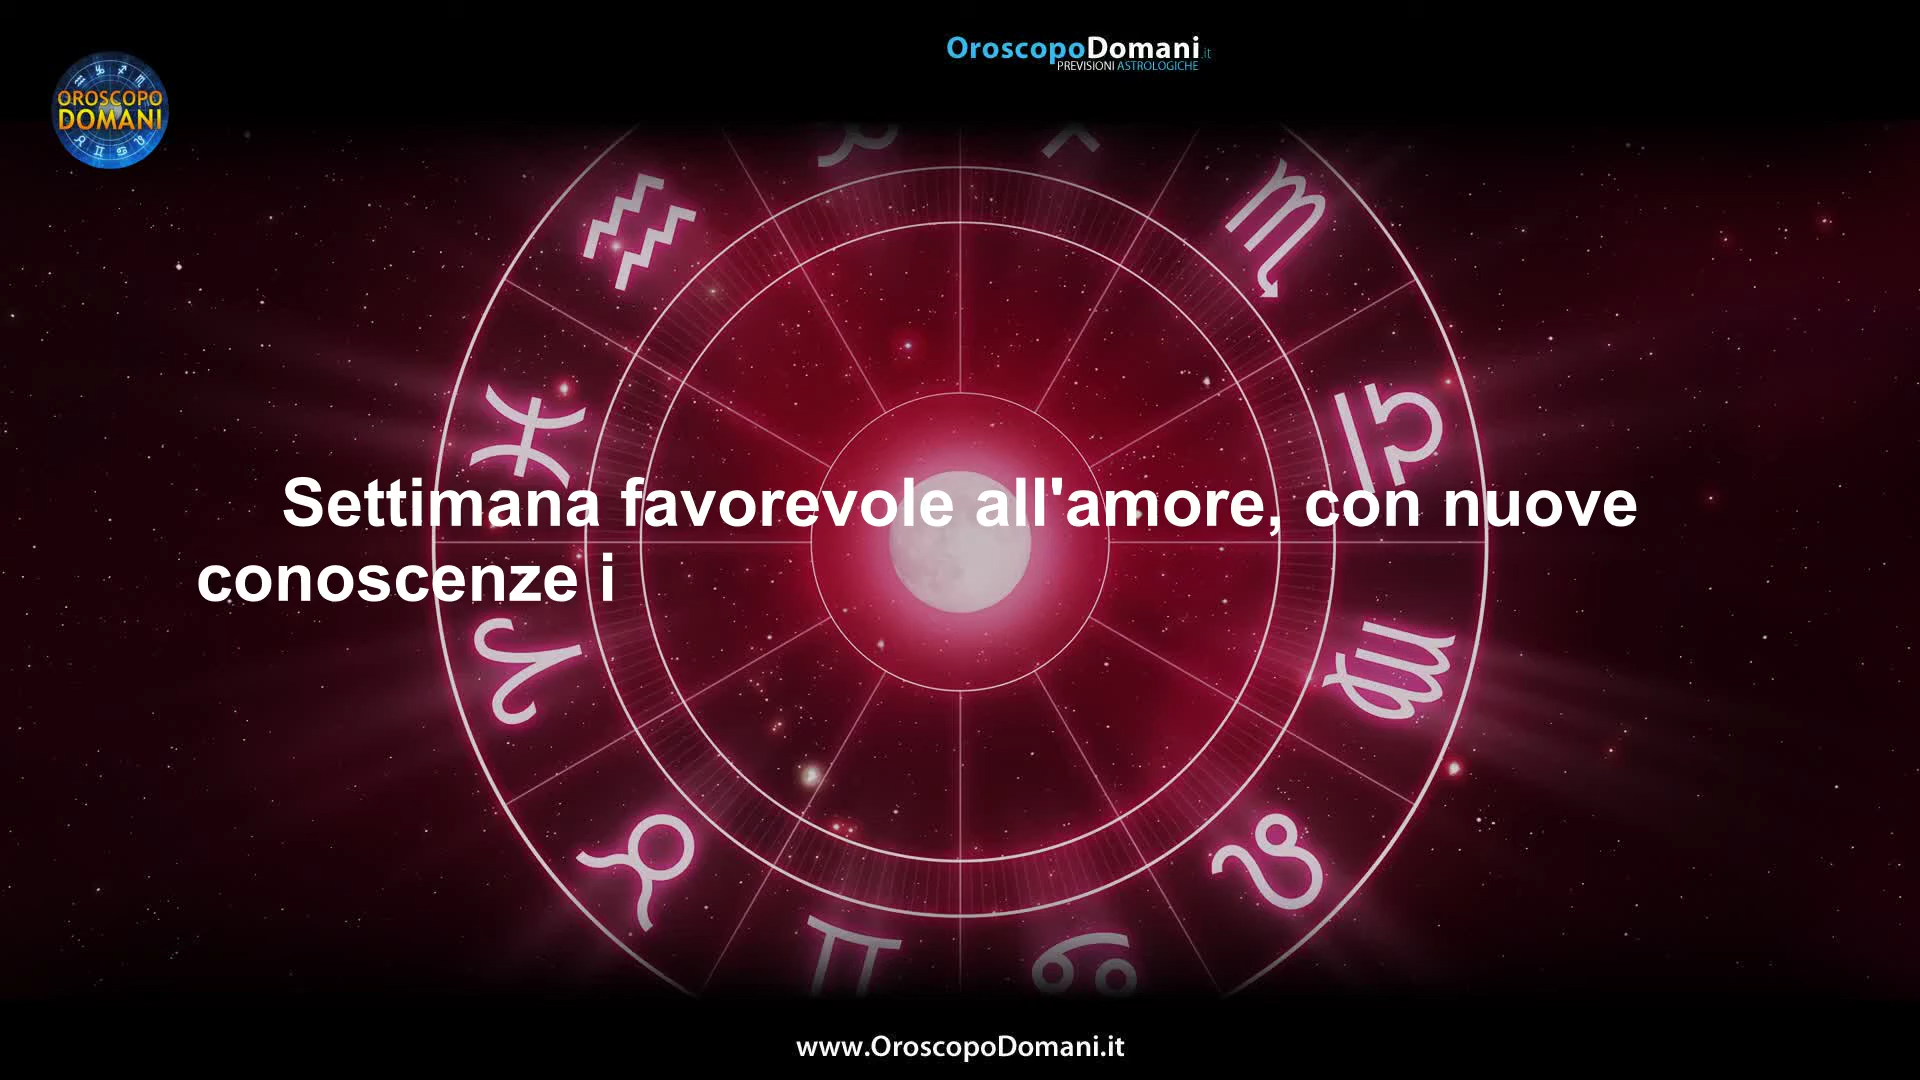 OroscopoDomani.it
PREVISIONI ASTROLOGICHE
OROSCOPO
DOMANI
Settimana favorevole all'amore, con nuove
conoscenze i
www.OroscopoDomani.it